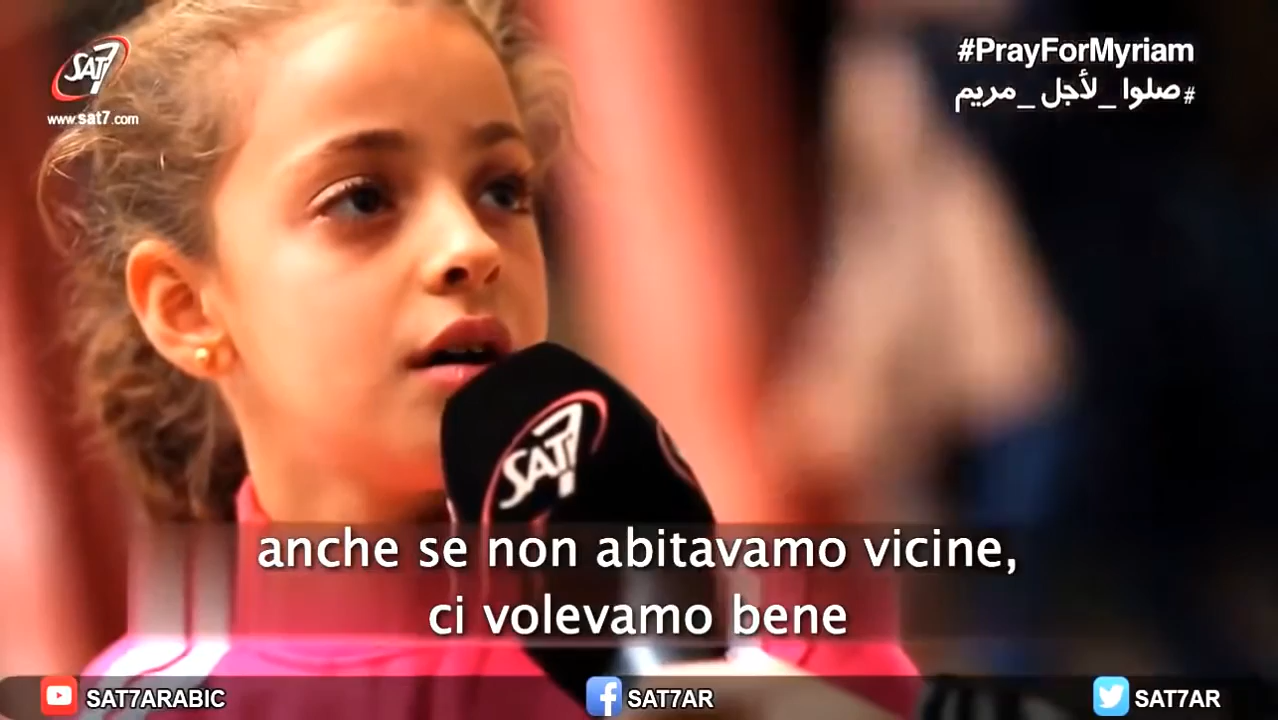 SAT7
www.sat7.com
#PrayForMyriam
#صلوا_لأجل_مريم
SAT7
anche se non abitavamo vicine,
ci volevamo bene
SAT7ARABIC
SAT7AR
SAT7AR